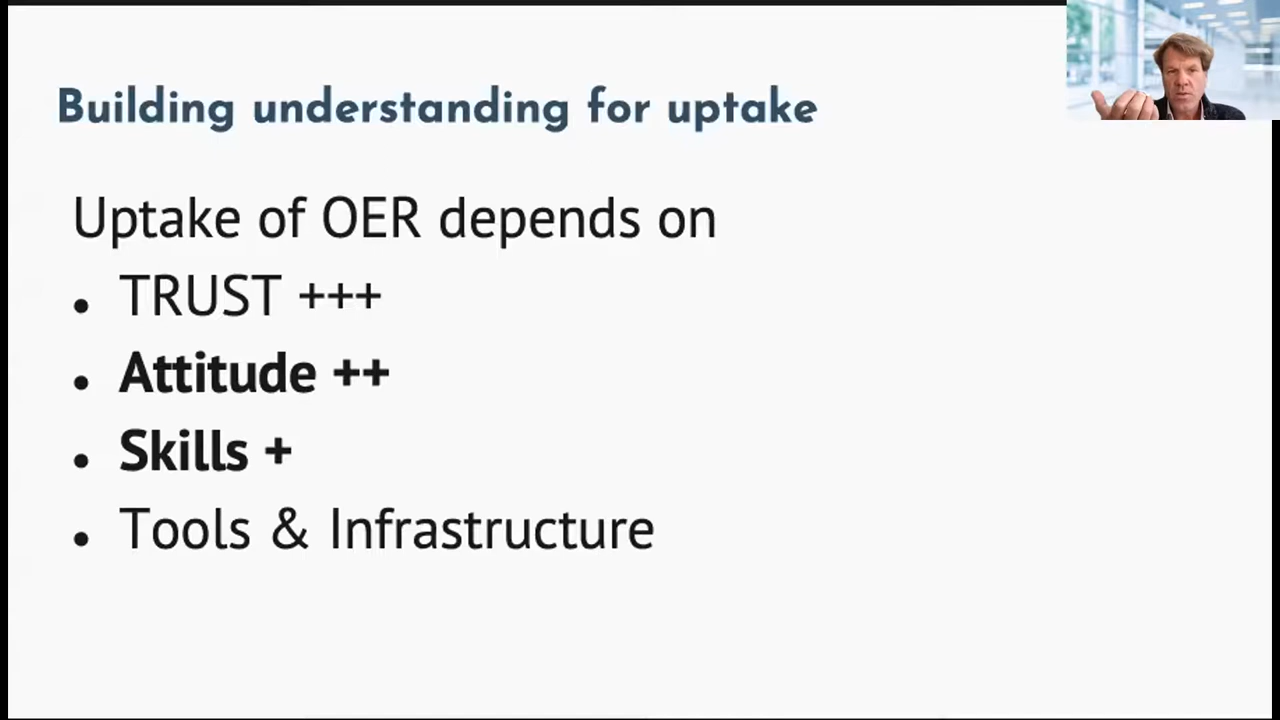 Building understanding for uptake
Uptake of OER depends on
• TRUST +++
• Attitude ++
• Skills +
• Tools & Infrastructure